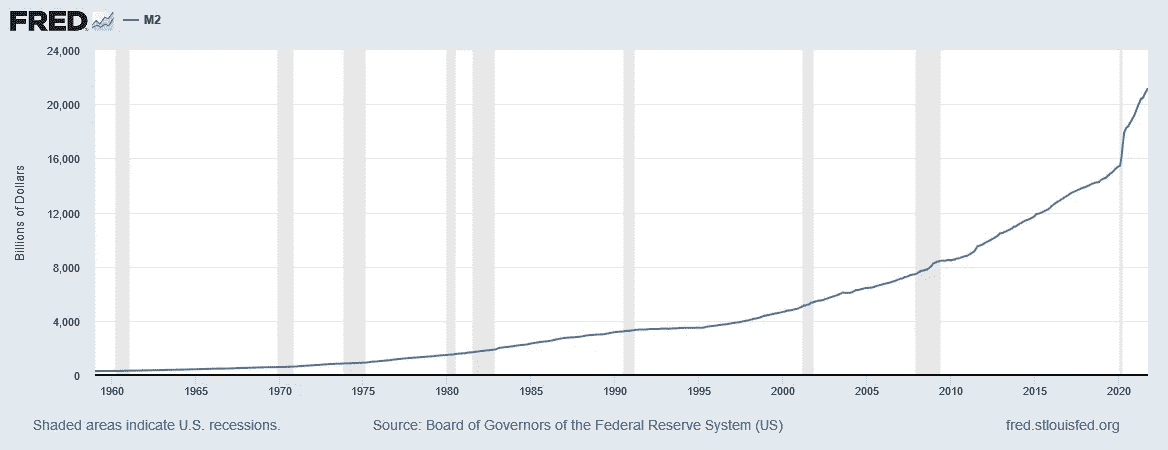 FRED — M2
24,000
20,000
16,000
12,000
8,000
4,000
0
Billions of Dollars
1960 1965 1970 1975 1980 1985 1990 1995 2000 2005 2010 2015 2020
Shaded areas indicate U.S. recessions. Source: Board of Governors of the Federal Reserve System (US) fred.stlouisfed.org